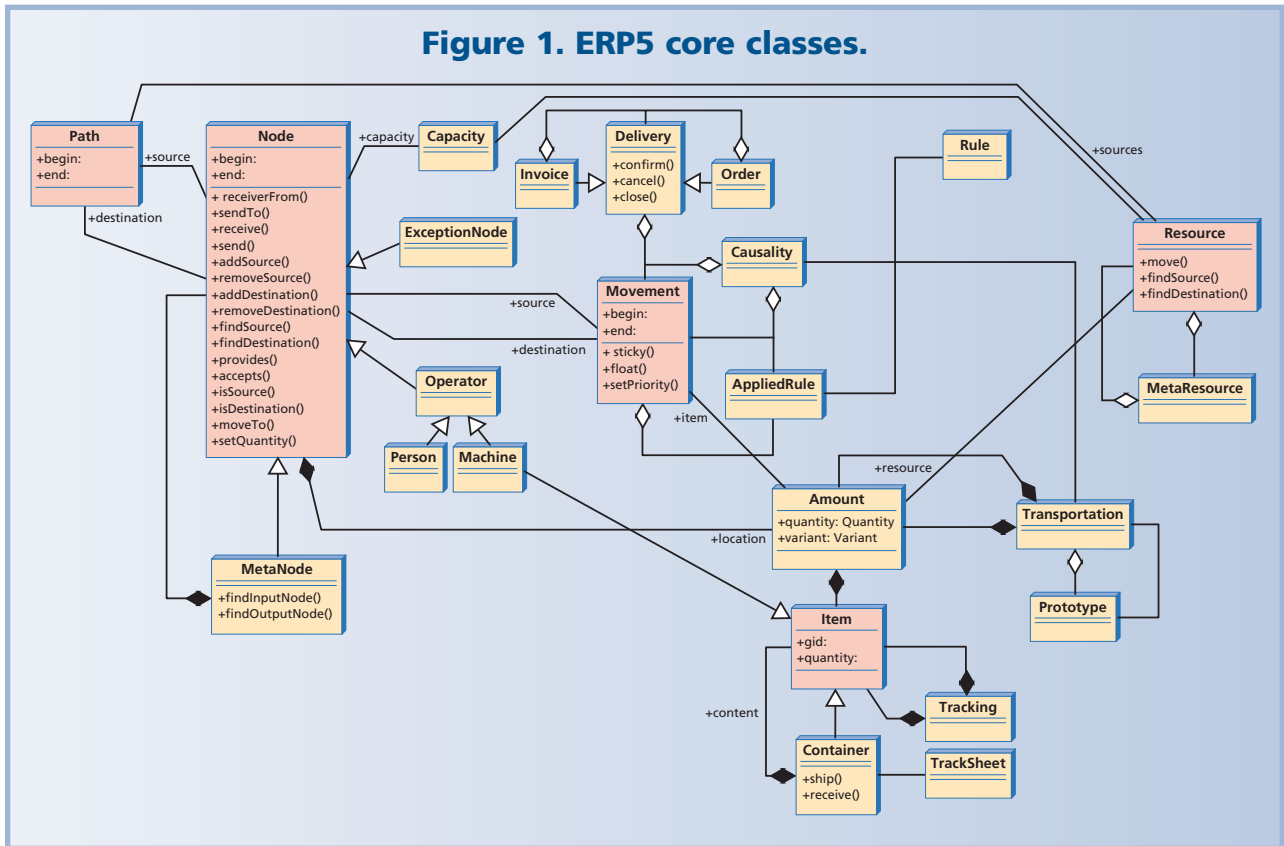 Figure 1. ERP5 core classes.
Path
+begin:
+end:
+source
+destination
Node
+begin:
+end:
+ receiverFrom()
+sendTo()
+receive()
+send()
+addSource()
+removeSource()
+addDestination()
+removeDestination()
+findSource()
+findDestination()
+provides()
+accepts()
+isSource()
+isDestination()
+moveTo()
+setQuantity()
+capacity
Capacity
Invoice
Delivery
+confirm()
+cancel()
+close()
Order
Rule
+sources
Resource
+move()
+findSource()
+findDestination()
ExceptionNode
Causality
+source
+destination
Movement
+begin:
+end:
+ sticky()
+float()
+setPriority()
AppliedRule
MetaResource
Operator
Person
Machine
+item
+resource
Amount
+quantity: Quantity
+variant: Variant
+location
Transportation
Prototype
MetaNode
+findInputNode()
+findOutputNode()
Item
+gid:
+quantity:
+content
Tracking
Container
+ship()
+receive()
TrackSheet